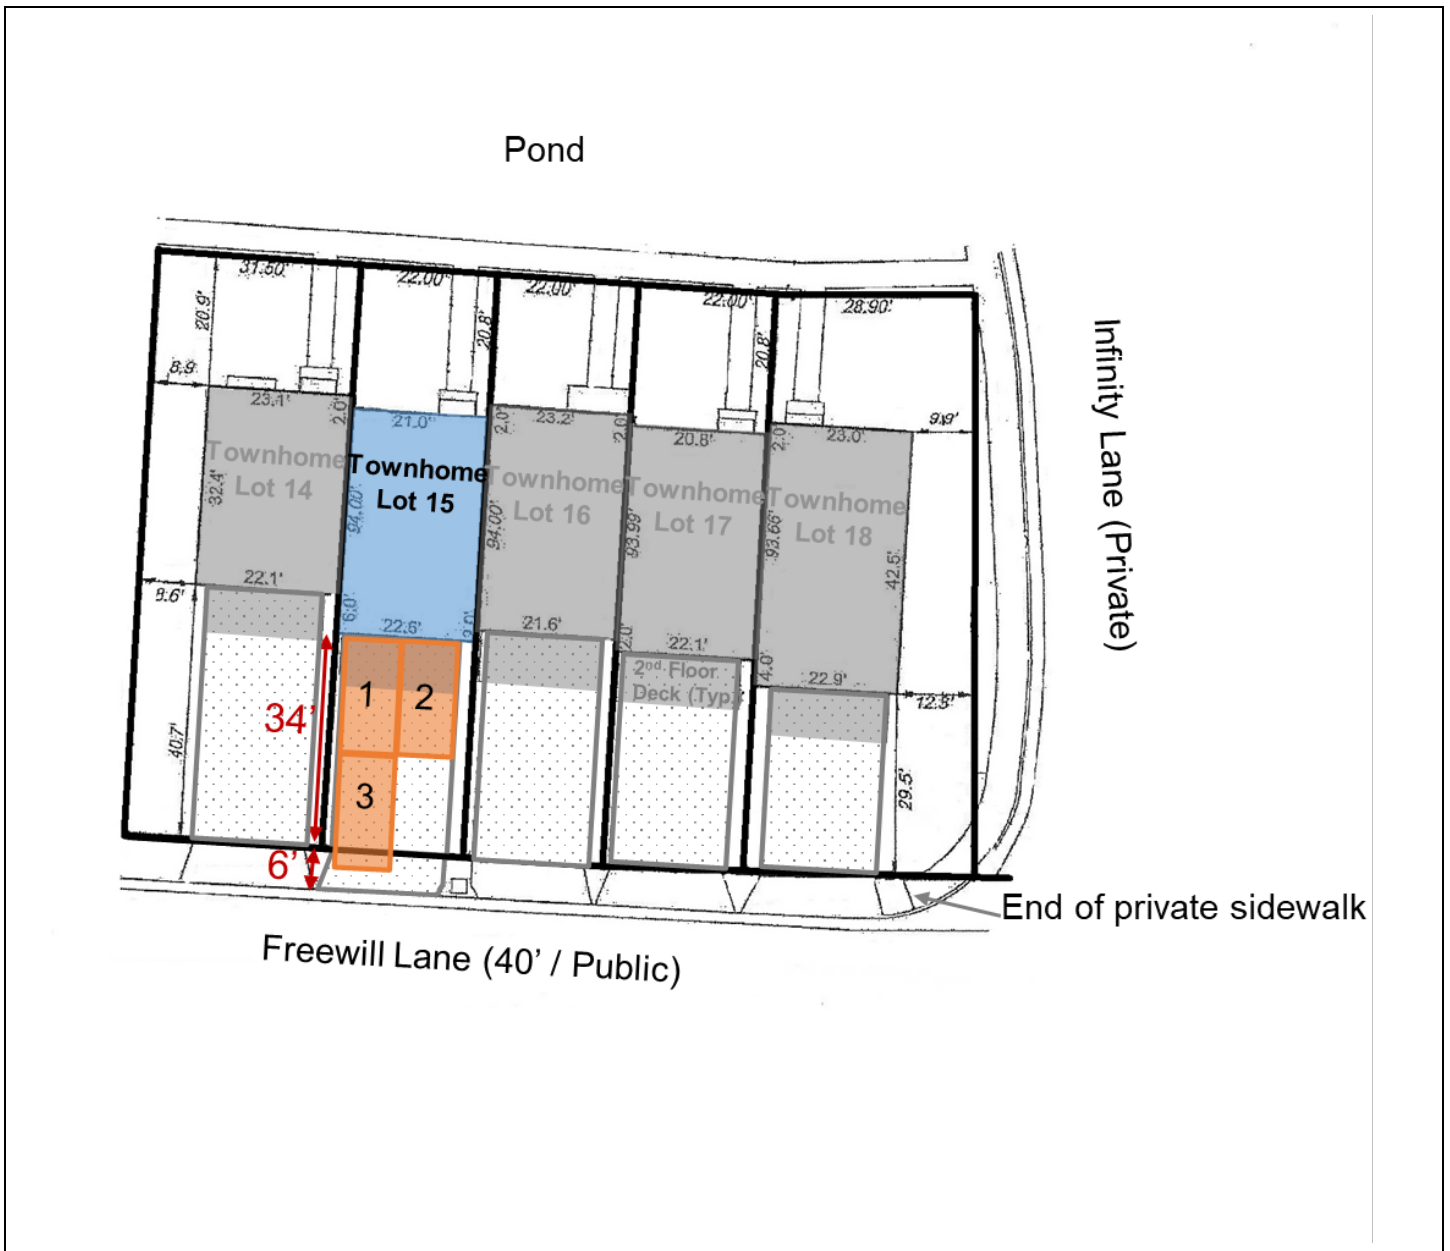 Pond
31.50'
22.00'
22.00'
22.00'
28.90'
20.9'
20.8'
20.8'
8.9
9.9'
23.1'
2.0'
21.0"
2.0'
23.2'
2.0'
20.8'
2.0'
23.0'
Townhome
Lot 14
Townhome
Lot 15
Townhome
Lot 16
Townhome
Lot 17
Townhome
Lot 18
32.4'
94.00'
94.00'
93.99'
93.66'
42.5'
22.1'
9.6'
6.0'
22.6'
21.6'
2.0'
22.1'
4.0'
22.9'
12.3'
2nd Floor
Deck (Typ.)
1
2
3
34'
40.7'
29.5'
6'
End of private sidewalk
Freewill Lane (40' / Public)
Infinity Lane (Private)